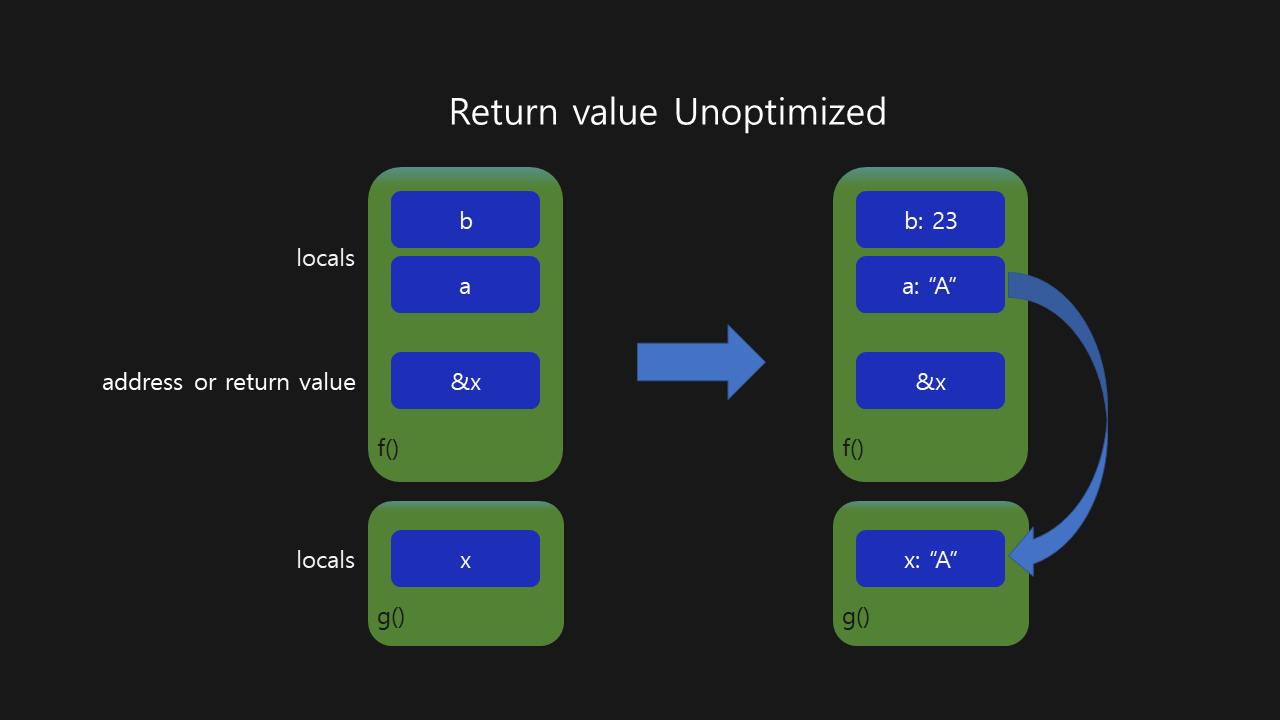 Return value Unoptimized
locals
b
a
address or return value
&x
f()
locals
x
g()
b: 23
a: “A”
&x
f()
x: “A”
g()